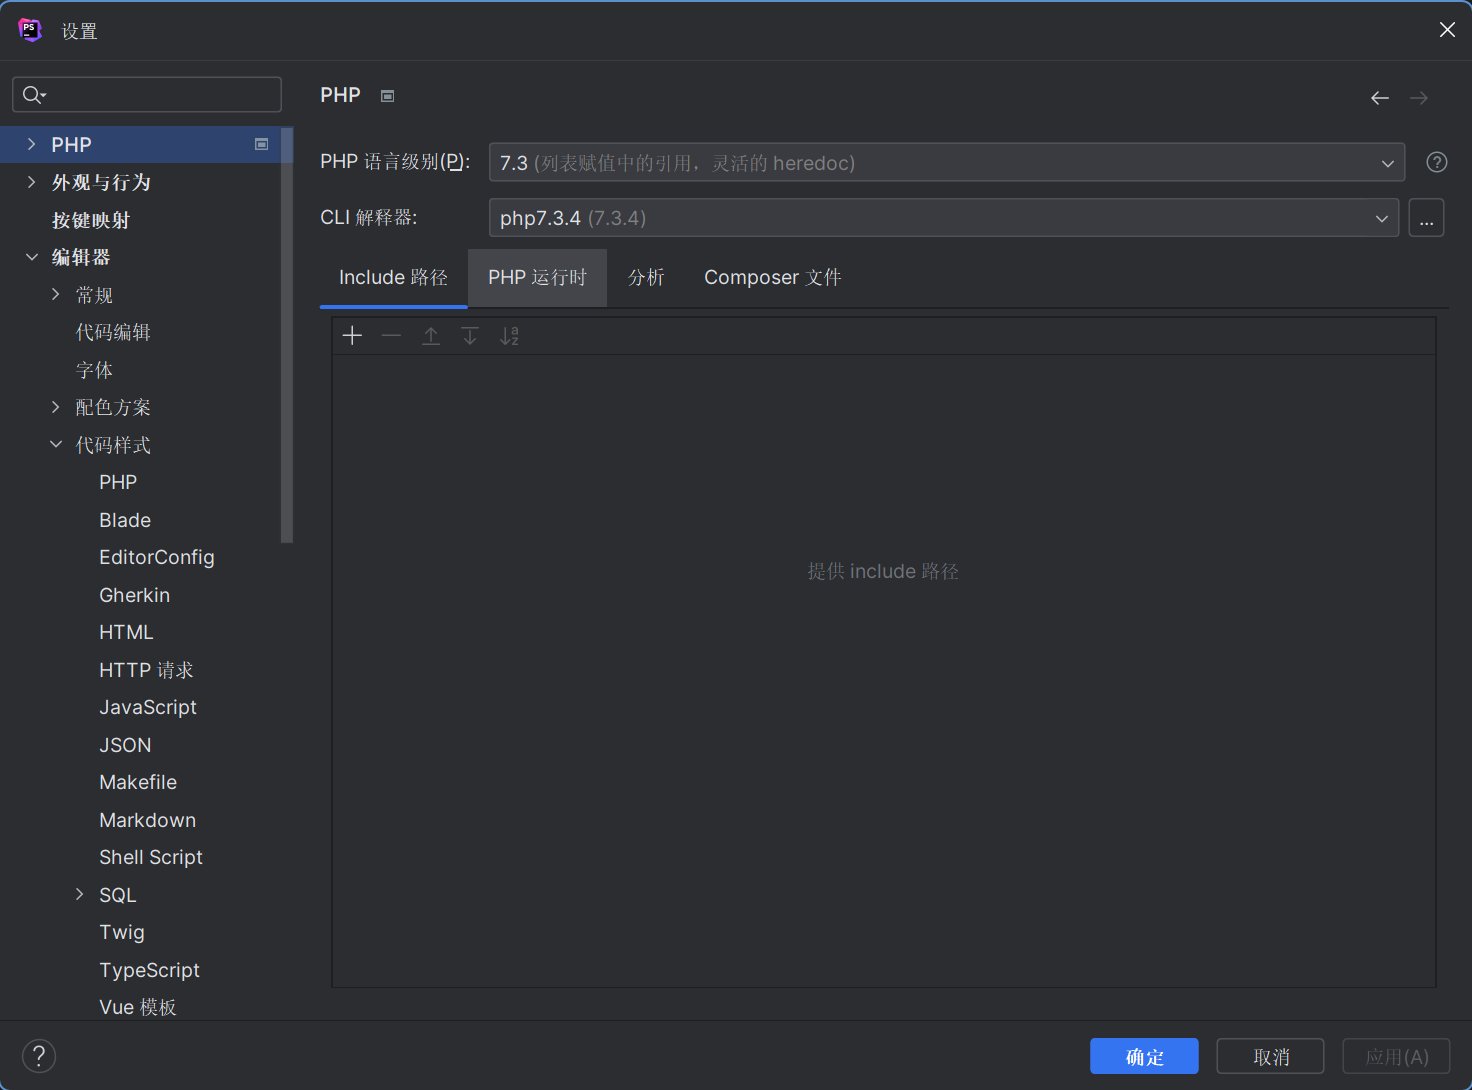 PS
设置
PHP
外观与行为
按键映射
编辑器
常规
代码编辑
字体
配色方案
代码样式
PHP
Blade
EditorConfig
Gherkin
HTML
HTTP 请求
JavaScript
JSON
Makefile
Markdown
Shell Script
SQL
Twig
TypeScript
Vue 模板
PHP
PHP 语言级别(P):
7.3 (列表赋值中的引用，灵活的 heredoc)
CLI 解释器:
php7.3.4 (7.3.4)
...
Include 路径
PHP 运行时
分析
Composer 文件
提供 include 路径
确定
取消
应用(A)